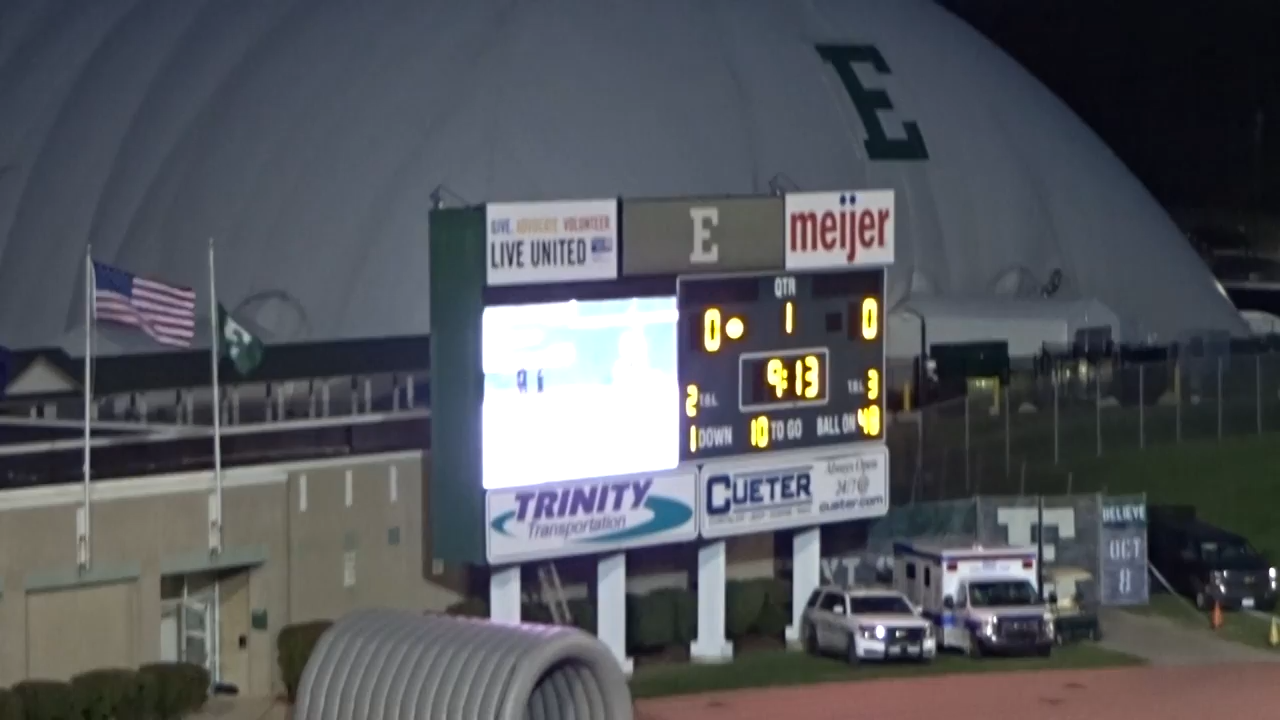 E
GIVE. ADVOCATE. VOLUNTEER
LIVE UNITED
E
meijer
QTR
0 1 0
9:13
2 TOL TOL 3
1 DOWN 10 TO GO BALL ON 40
TRINITY
Transportation
CUETER
Always Open
24/7@
cueter.com
E
BELIEVE
OCT
8